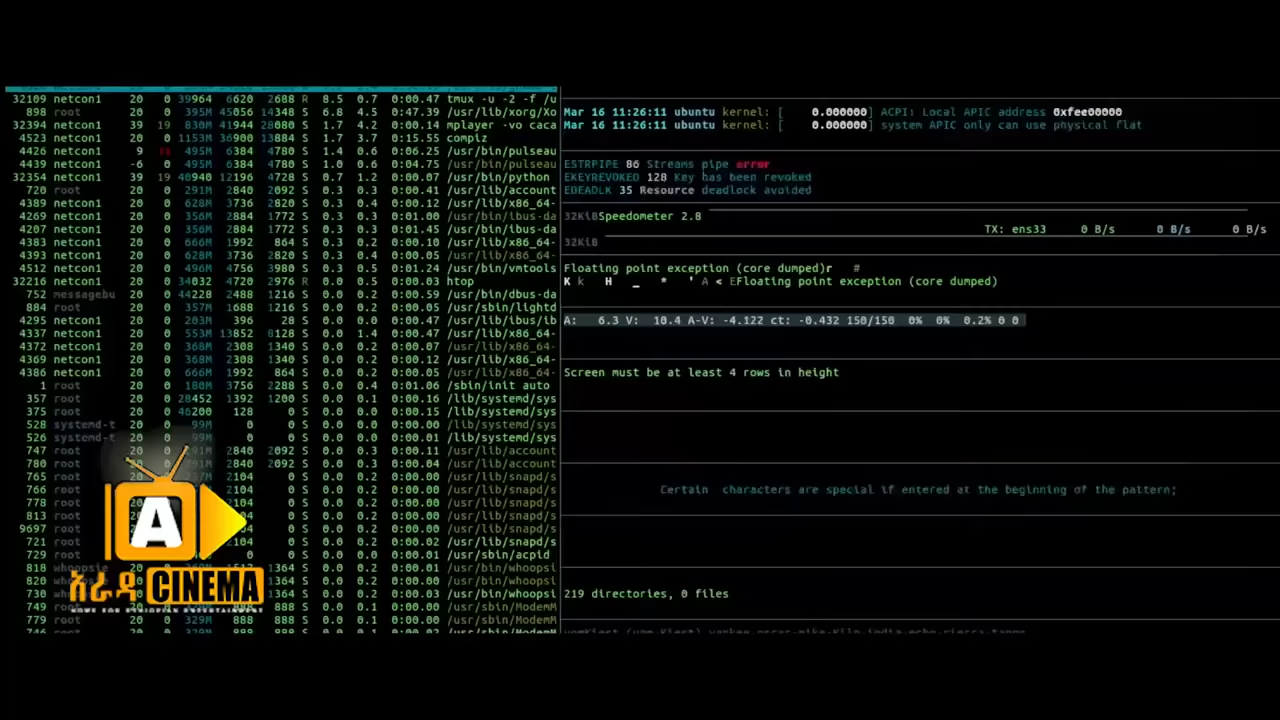 32109 netcon1 20 0 39964 6620 2688 R 8.5 0.7 0:00.47 tmux -u -2 -f /u
898 root 20 0 395M 45056 14348 S 6.8 4.5 0:47.39 /usr/lib/xorg/Xo
32394 netcon1 39 19 830M 41944 28080 S 1.7 4.2 0:00.14 mplayer -vo caca
4523 netcon1 20 0 1153M 36900 13884 S 1.7 3.7 0:15.55 compiz
4426 netcon1 9 495M 6384 4780 S 1.4 0.6 0:06.25 /usr/bin/pulseau
4439 netcon1 -6 0 495M 6384 4780 S 1.0 0.6 0:04.75 /usr/bin/pulseau
32354 netcon1 39 19 40940 12196 4728 S 0.7 1.2 0:00.07 /usr/bin/python
720 root 20 0 291M 2840 2092 S 0.3 0.3 0:00.41 /usr/lib/account
4389 netcon1 20 0 628M 3736 2820 S 0.3 0.4 0:00.12 /usr/lib/x86_64-
4269 netcon1 20 0 356M 2884 1772 S 0.3 0.3 0:01.00 /usr/bin/ibus-da
4207 netcon1 20 0 356M 2884 1772 S 0.3 0.3 0:01.45 /usr/bin/ibus-da
4383 netcon1 20 0 666M 1992 864 S 0.3 0.2 0:00.10 /usr/lib/x86_64-
4393 netcon1 20 0 628M 3736 2820 S 0.3 0.4 0:00.06 /usr/lib/x86_64-
4512 netcon1 20 0 496M 4756 3980 S 0.3 0.5 0:01.24 /usr/bin/vmtools
32216 netcon1 20 0 34032 4720 2976 R 0.3 0.5 0:00.03 htop
752 messagebu 20 0 44228 2488 1216 S 0.0 0.2 0:00.59 /usr/bin/dbus-da
884 root 20 0 357M 1688 1216 S 0.0 0.2 0:00.05 /usr/sbin/lightd
4295 netcon1 20 0 203M 396 28 S 0.0 0.0 0:00.07 /usr/lib/ibus/ib
4337 netcon1 20 0 553M 13852 8128 S 0.0 1.4 0:00.47 /usr/lib/x86_64-
4372 netcon1 20 0 368M 2308 1340 S 0.0 0.2 0:00.07 /usr/lib/x86_64-
4369 netcon1 20 0 368M 2308 1340 S 0.0 0.2 0:00.12 /usr/lib/x86_64-
4386 netcon1 20 0 666M 1992 864 S 0.0 0.2 0:00.05 /usr/lib/x86_64-
1 root 20 0 180M 3756 2288 S 0.0 0.4 0:01.06 /sbin/init auto
357 root 20 0 28452 1392 1200 S 0.0 0.1 0:00.16 /lib/systemd/sys
375 root 20 0 46200 128 0 S 0.0 0.0 0:00.15 /lib/systemd/sys
528 systemd-t 20 0 99M 0 S 0.0 0.0 0:00.00 /lib/systemd/sys
526 systemd-t 20 0 99M 0 S 0.0 0.0 0:00.01 /lib/systemd/sys
747 root 20 0 291M 2840 2092 S 0.0 0.3 0:00.11 /usr/lib/account
780 root 2840 2092 S 0.0 0.3 0:00.04 /usr/lib/account
765 root 2104 0 S 0.0 0.2 0:00.00 /usr/lib/snapd/s
766 root 2104 0 S 0.0 0.2 0:00.00 /usr/lib/snapd/s
778 root 2104 0 S 0.0 0.2 0:00.00 /usr/lib/snapd/s
813 root 2104 0 S 0.0 0.2 0:00.00 /usr/lib/snapd/s
9697 root 2104 0 S 0.0 0.2 0:00.00 /usr/lib/snapd/s
721 root 2104 0 S 0.0 0.2 0:00.02 /usr/lib/snapd/s
729 root 0 0 S 0.0 0.0 0:00.00 /usr/sbin/acpid
818 whoopsie 1512 1364 S 0.0 0.2 0:00.01 /usr/bin/whoopsi
820 1364 S 0.0 0.2 0:00.00 /usr/bin/whoopsi
730 1364 S 0.0 0.2 0:00.03 /usr/bin/whoopsi
749 root 888 S 0.0 0.1 0:00.00 /usr/sbin/ModemM
779 root 20 0 329M 888 888 S 0.0 0.1 0:00.00 /usr/sbin/ModemM
746 root 20 0 329M 888 888 S 0.0 0.1 0:00.02 /usr/sbin/ModemM
A
አራዳ CINEMA
HOME FOR ETHIOPIAN ENTERTAINMENT
Mar 16 11:26:11 ubuntu kernel: [ 0.000000] ACPI: Local APIC address 0xfee00000
Mar 16 11:26:11 ubuntu kernel: [ 0.000000] system APIC only can use physical flat
ESTRPIPE 86 Streams pipe error
EKEYREVOKED 128 Key has been revoked
EDEADLK 35 Resource deadlock avoided
32KiB Speedometer 2.8
TX: ens33 0 B/s 0 B/s 0 B/s
32KiB
Floating point exception (core dumped)r #
K k H _ * ' A < EFloating point exception (core dumped)
A: 6.3 V: 10.4 A-V: -4.122 ct: -0.432 150/150 0% 0% 0.2% 0 0
Screen must be at least 4 rows in height
Certain characters are special if entered at the beginning of the pattern;
219 directories, 0 files